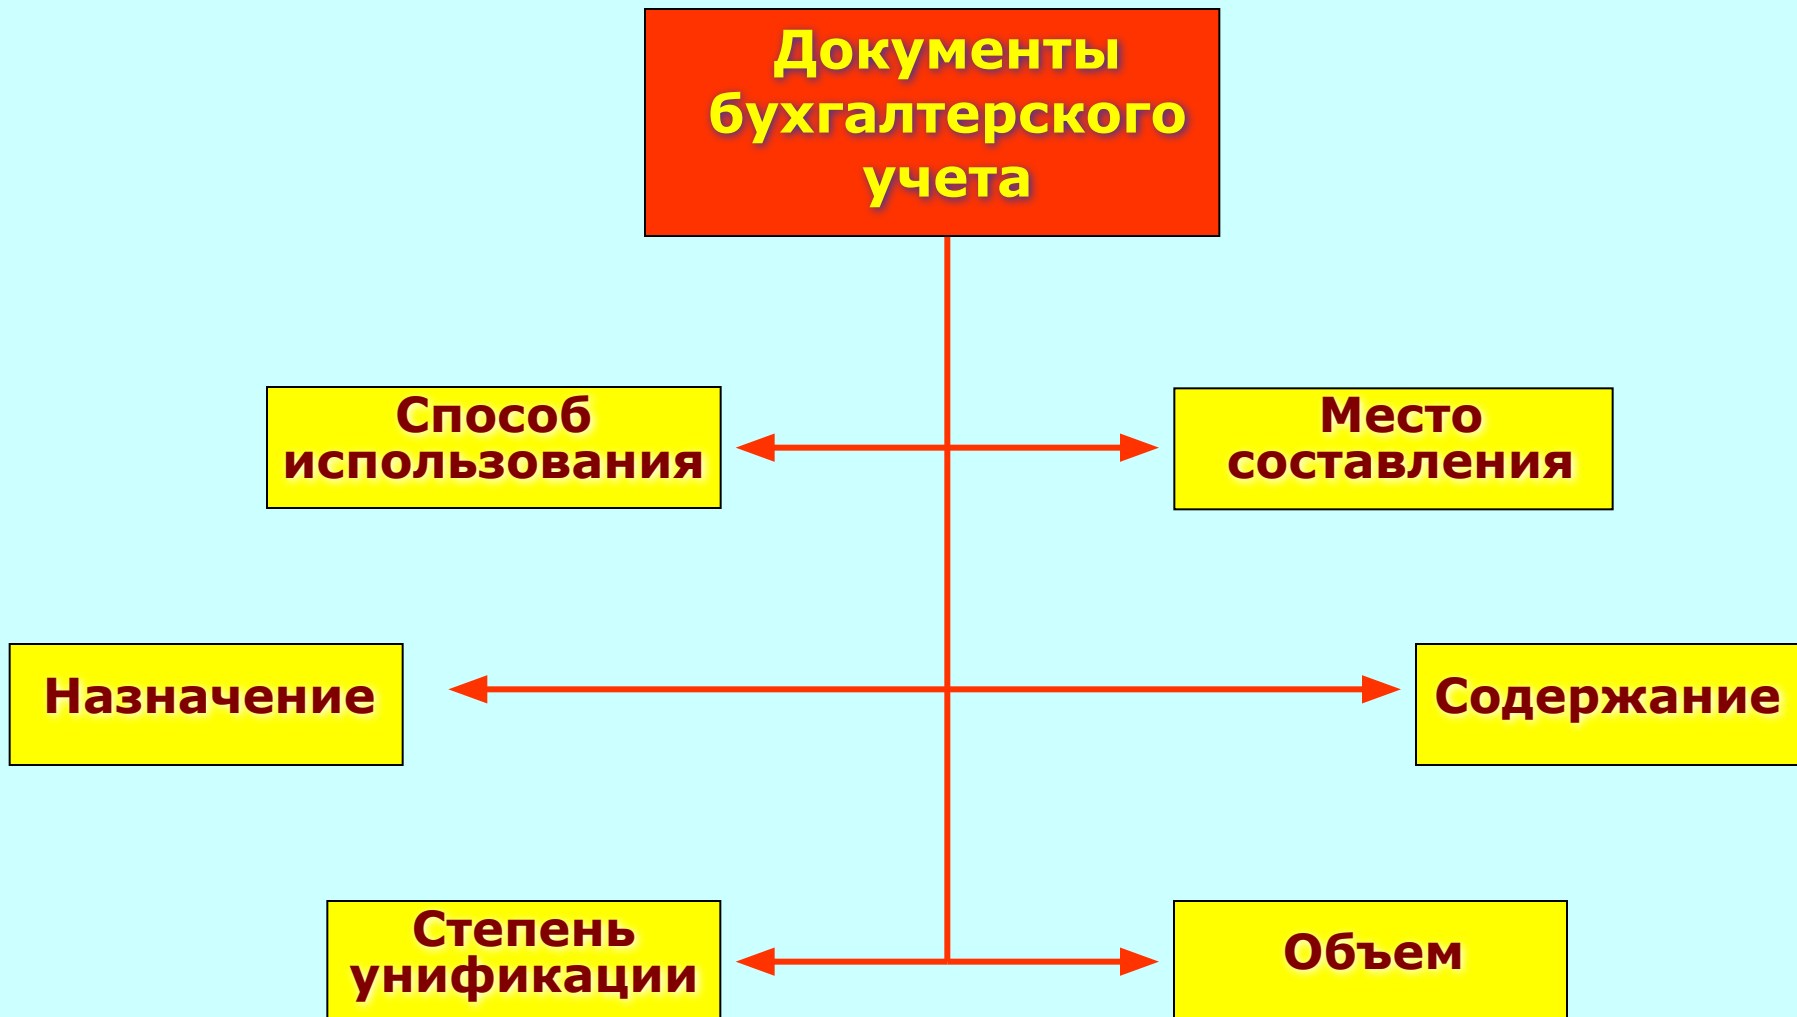 Документы
бухгалтерского
учета
Способ
использования
Место
составления
Назначение
Содержание
Степень
унификации
Объем